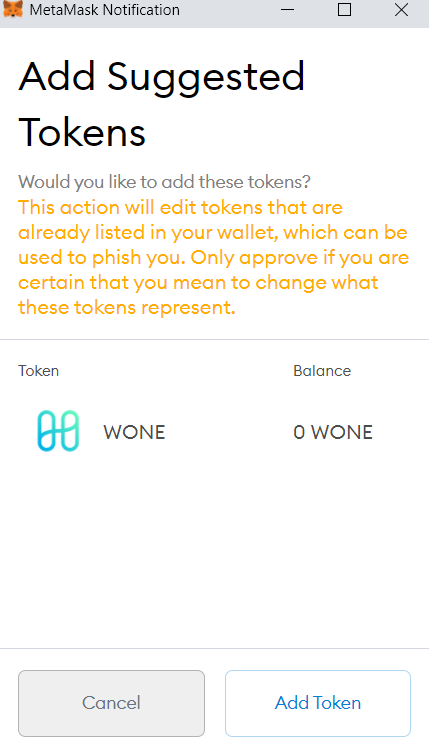 MetaMask Notification
Add Suggested
Tokens
Would you like to add these tokens?
This action will edit tokens that are
already listed in your wallet, which can be
used to phish you. Only approve if you are
certain that you mean to change what
these tokens represent.
Token Balance
WONE 0 WONE
Cancel Add Token